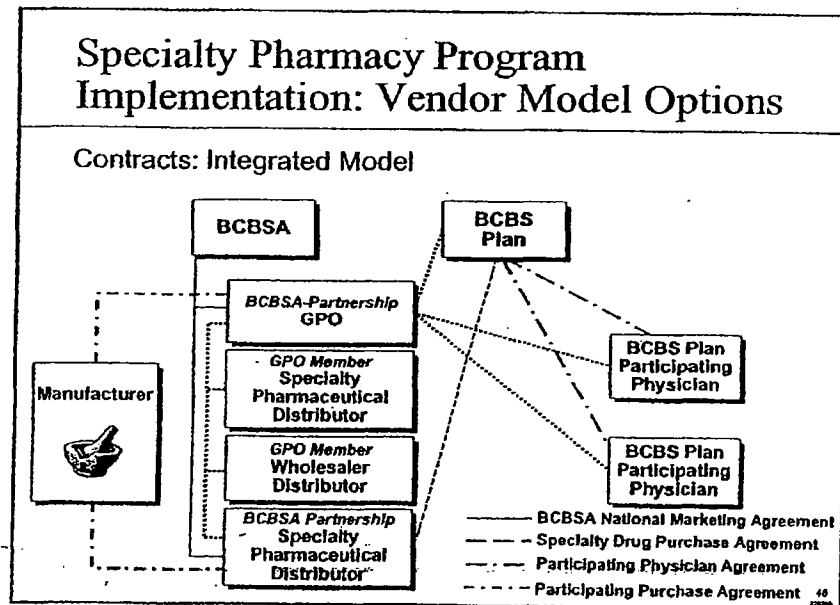 Specialty Pharmacy Program
Implementation: Vendor Model Options
Contracts: Integrated Model
BCBSA
BCBS
Plan
BCBSA-Partnership
GPO
GPO Member
Specialty
Pharmaceutical
Distributor
Manufacturer
GPO Member
Wholesaler
Distributor
BCBSA Partnership
Specialty
Pharmaceutical
Distributor
BCBS Plan
Participating
Physician
BCBS Plan
Participating
Physician
BCBSA National Marketing Agreement
Specialty Drug Purchase Agreement
Participating Physician Agreement
Participating Purchase Agreement